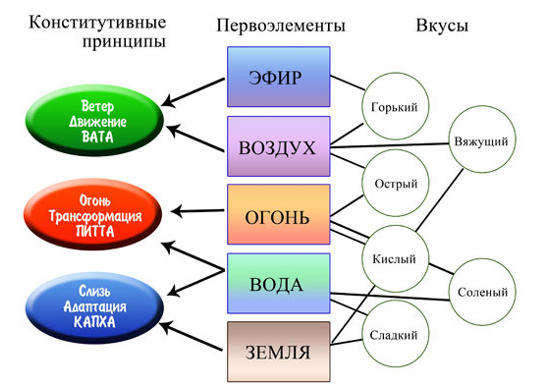 Конститутивные
принципы
Первоэлементы
Вкусы
Ветер
Движение
ВАТА
Огонь
Трансформация
ПИТТА
Слизь
Адаптация
КАПХА
ЭФИР
ВОЗДУХ
ОГОНЬ
ВОДА
ЗЕМЛЯ
Горький
Вяжущий
Острый
Кислый
Соленый
Сладкий